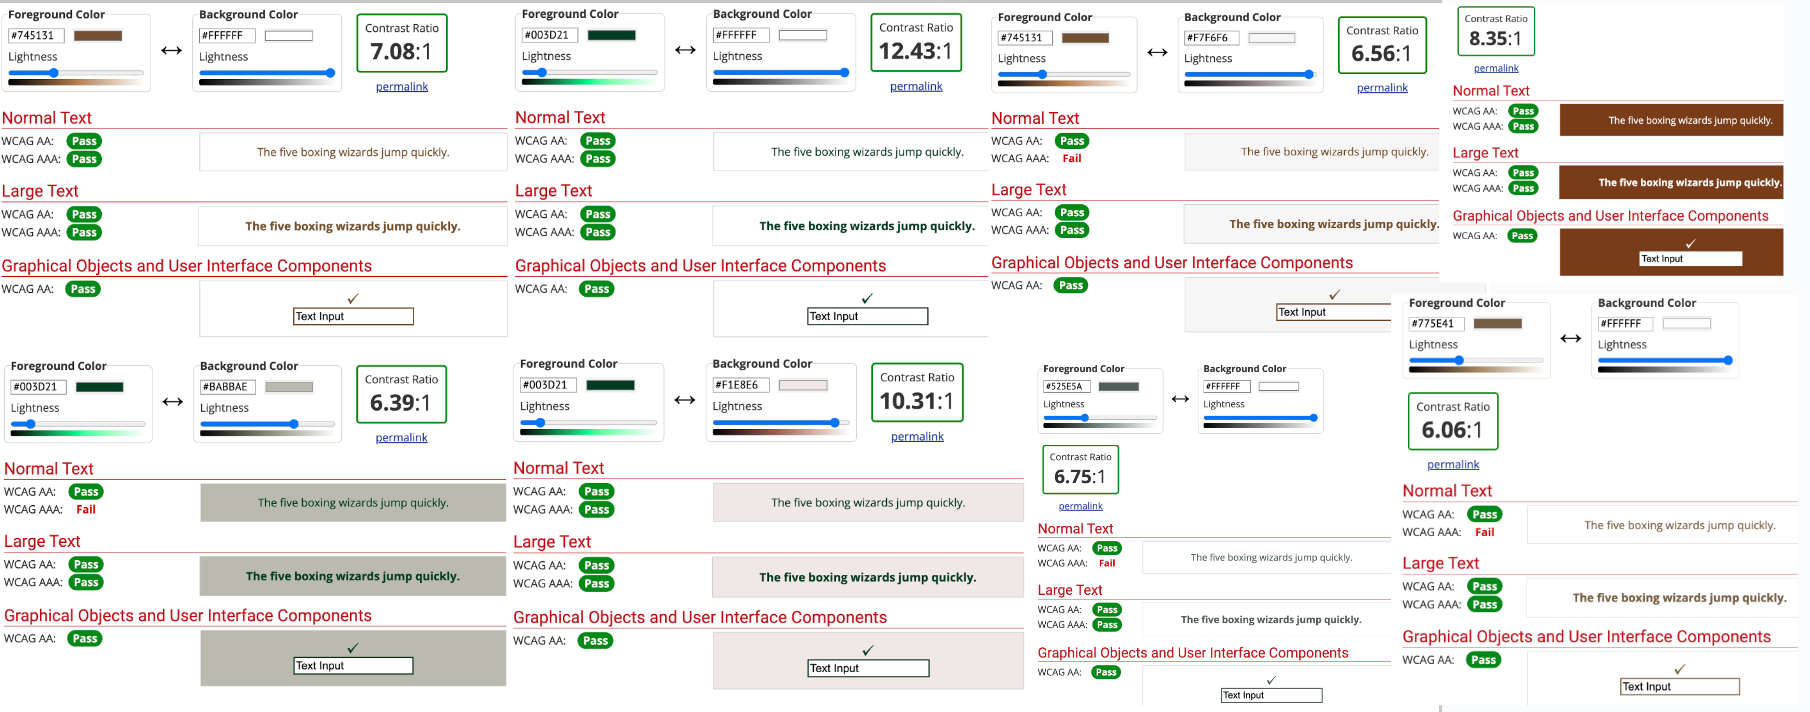 Foreground Color
#745131
Lightness
Background Color
#FFFFFF
Lightness
Contrast Ratio
7.08:1
permalink
Normal Text
WCAG AA: Pass
WCAG AAA: Pass
The five boxing wizards jump quickly.
Large Text
WCAG AA: Pass
WCAG AAA: Pass
The five boxing wizards jump quickly.
Graphical Objects and User Interface Components
WCAG AA: Pass
✓
Text Input
Foreground Color
#003D21
Lightness
Background Color
#FFFFFF
Lightness
Contrast Ratio
12.43:1
permalink
Normal Text
WCAG AA: Pass
WCAG AAA: Pass
The five boxing wizards jump quickly.
Large Text
WCAG AA: Pass
WCAG AAA: Pass
The five boxing wizards jump quickly.
Graphical Objects and User Interface Components
WCAG AA: Pass
✓
Text Input
Foreground Color
#745131
Lightness
Background Color
#F7F6F6
Lightness
Contrast Ratio
6.56:1
permalink
Normal Text
WCAG AA: Pass
WCAG AAA: Fail
The five boxing wizards jump quickly.
Large Text
WCAG AA: Pass
WCAG AAA: Pass
The five boxing wizards jump quickly.
Graphical Objects and User Interface Components
WCAG AA: Pass
✓
Text Input
Contrast Ratio
8.35:1
permalink
Normal Text
WCAG AA: Pass
WCAG AAA: Pass
The five boxing wizards jump quickly.
Large Text
WCAG AA: Pass
WCAG AAA: Pass
The five boxing wizards jump quickly.
Graphical Objects and User Interface Components
WCAG AA: Pass
✓
Text Input
Foreground Color
#003D21
Lightness
Background Color
#BABBAE
Lightness
Contrast Ratio
6.39:1
permalink
Normal Text
WCAG AA: Pass
WCAG AAA: Fail
The five boxing wizards jump quickly.
Large Text
WCAG AA: Pass
WCAG AAA: Pass
The five boxing wizards jump quickly.
Graphical Objects and User Interface Components
WCAG AA: Pass
✓
Text Input
Foreground Color
#003D21
Lightness
Background Color
#F1E8E6
Lightness
Contrast Ratio
10.31:1
permalink
Normal Text
WCAG AA: Pass
WCAG AAA: Pass
The five boxing wizards jump quickly.
Large Text
WCAG AA: Pass
WCAG AAA: Pass
The five boxing wizards jump quickly.
Graphical Objects and User Interface Components
WCAG AA: Pass
✓
Text Input
Foreground Color
#525E5A
Lightness
Background Color
#FFFFFF
Lightness
Contrast Ratio
6.75:1
permalink
Normal Text
WCAG AA: Pass
WCAG AAA: Fail
The five boxing wizards jump quickly.
Large Text
WCAG AA: Pass
WCAG AAA: Pass
The five boxing wizards jump quickly.
Graphical Objects and User Interface Components
WCAG AA: Pass
✓
Text Input
Foreground Color
#775E41
Lightness
Background Color
#FFFFFF
Lightness
Contrast Ratio
6.06:1
permalink
Normal Text
WCAG AA: Pass
WCAG AAA: Fail
The five boxing wizards jump quickly.
Large Text
WCAG AA: Pass
WCAG AAA: Pass
The five boxing wizards jump quickly.
Graphical Objects and User Interface Components
WCAG AA: Pass
✓
Text Input